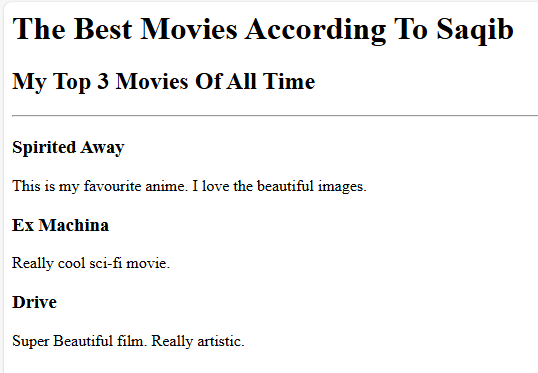 The Best Movies According To Saqib
My Top 3 Movies Of All Time
Spirited Away
This is my favourite anime. I love the beautiful images.
Ex Machina
Really cool sci-fi movie.
Drive
Super Beautiful film. Really artistic.